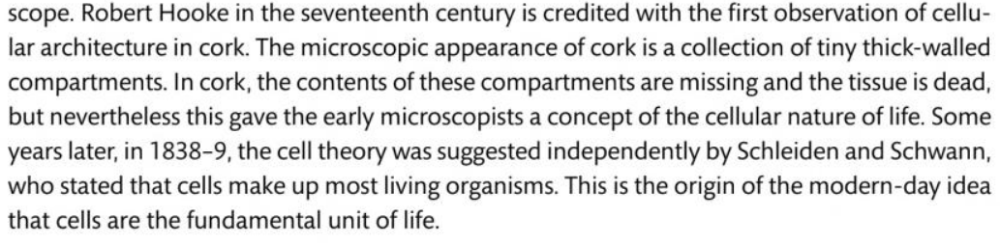 scope. Robert Hooke in the seventeenth century is credited with the first observation of cellu-
lar architecture in cork. The microscopic appearance of cork is a collection of tiny thick-walled
compartments. In cork, the contents of these compartments are missing and the tissue is dead,
but nevertheless this gave the early microscopists a concept of the cellular nature of life. Some
years later, in 1838–9, the cell theory was suggested independently by Schleiden and Schwann,
who stated that cells make up most living organisms. This is the origin of the modern-day idea
that cells are the fundamental unit of life.